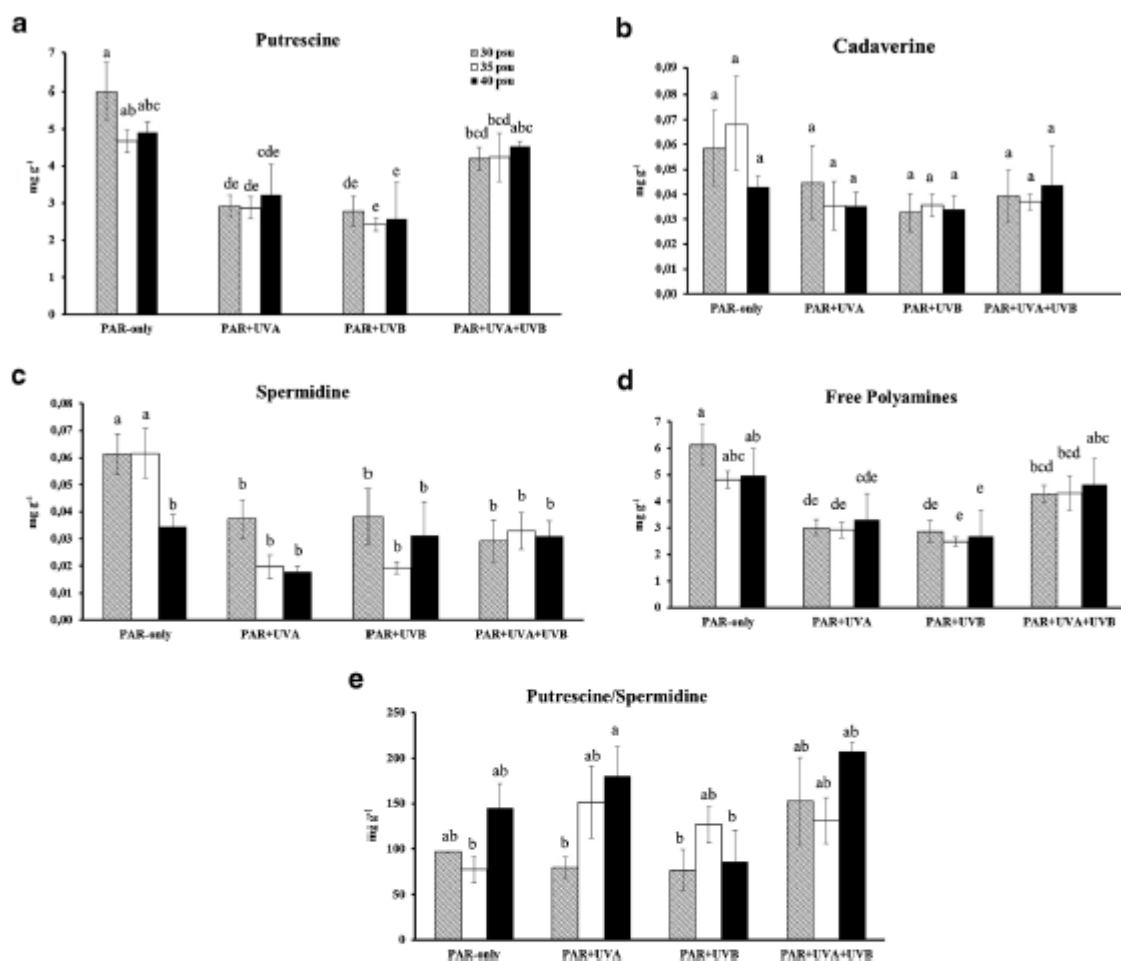 a
Putrescine
30 psu
35 psu
40 psu
7
6
5
4
3
2
1
0
mg g-1
a
ab
abc
de
de
cde
de
e
e
bcd
bcd
abc
PAR-only
PAR+UVA
PAR+UVB
PAR+UVA+UVB
b
Cadaverine
0,09
0,08
0,07
0,06
0,05
0,04
0,03
0,02
0,01
0,00
mg g-1
a
a
a
a
a
a
a
a
a
a
a
a
PAR-only
PAR+UVA
PAR+UVB
PAR+UVA+UVB
c
Spermidine
0,08
0,07
0,06
0,05
0,04
0,03
0,02
0,01
0,00
mg g-1
a
a
b
b
b
b
b
b
b
b
b
b
PAR-only
PAR+UVA
PAR+UVB
PAR+UVA+UVB
d
Free Polyamines
7
6
5
4
3
2
1
0
mg g-1
a
abc
ab
de
de
cde
de
e
e
bcd
bcd
abc
PAR-only
PAR+UVA
PAR+UVB
PAR+UVA+UVB
e
Putrescine/Spermidine
250
200
150
100
50
0
mg g-1
ab
b
ab
b
ab
a
b
ab
b
ab
ab
ab
PAR-only
PAR+UVA
PAR+UVB
PAR+UVA+UVB